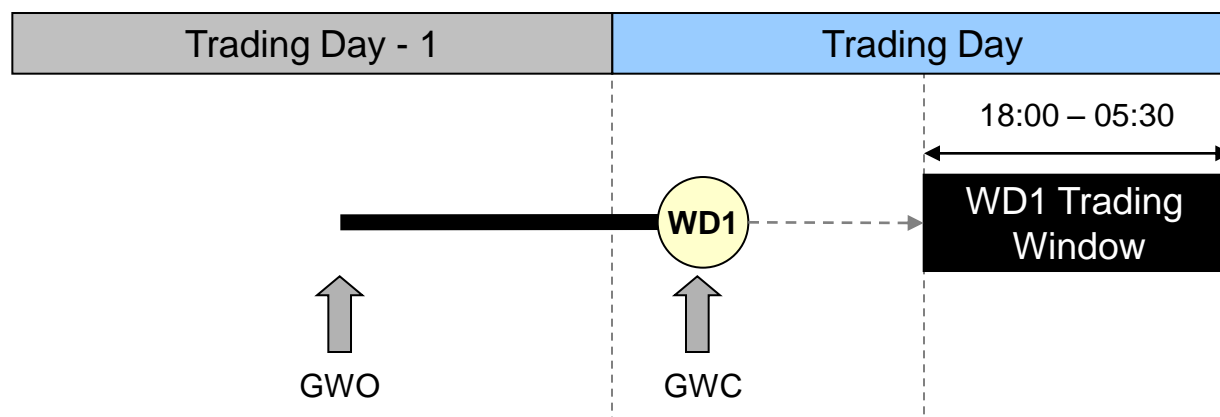 Trading Day - 1
Trading Day
18:00 – 05:30
WD1
WD1 Trading
Window
GWO
GWC